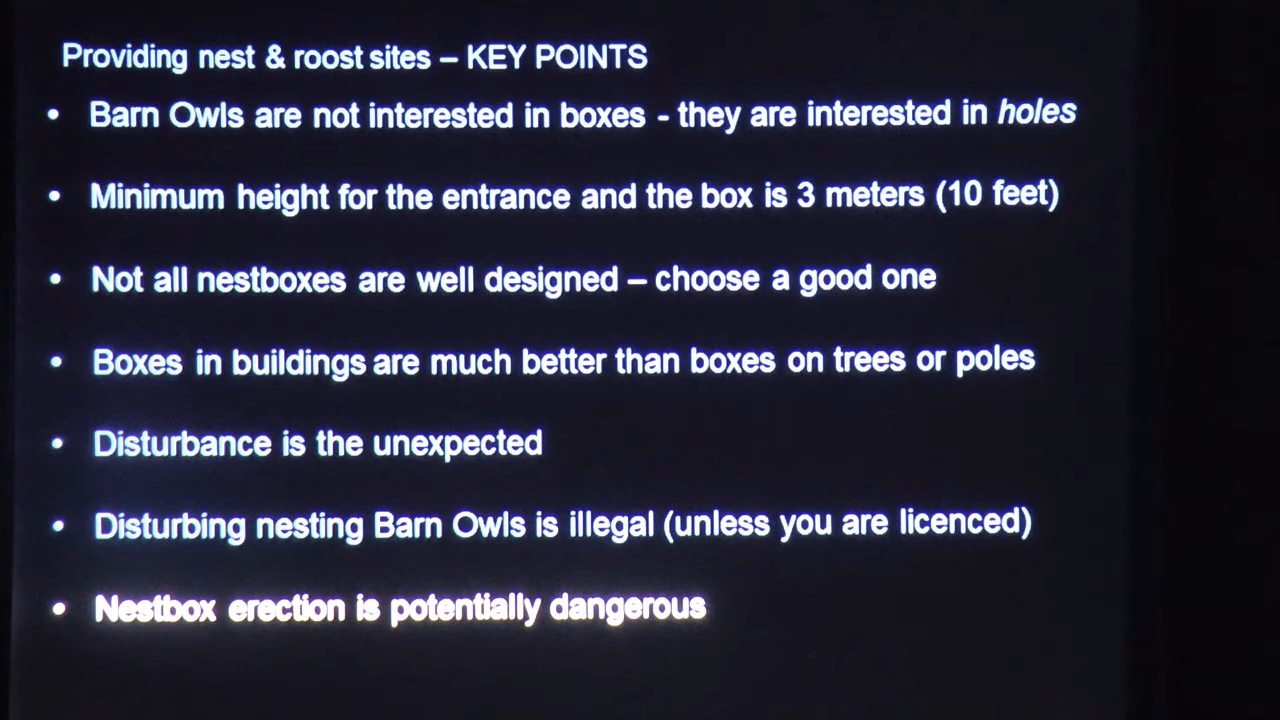 Providing nest & roost sites – KEY POINTS
• Barn Owls are not interested in boxes - they are interested in holes
• Minimum height for the entrance and the box is 3 meters (10 feet)
• Not all nestboxes are well designed – choose a good one
• Boxes in buildings are much better than boxes on trees or poles
• Disturbance is the unexpected
• Disturbing nesting Barn Owls is illegal (unless you are licenced)
• Nestbox erection is potentially dangerous